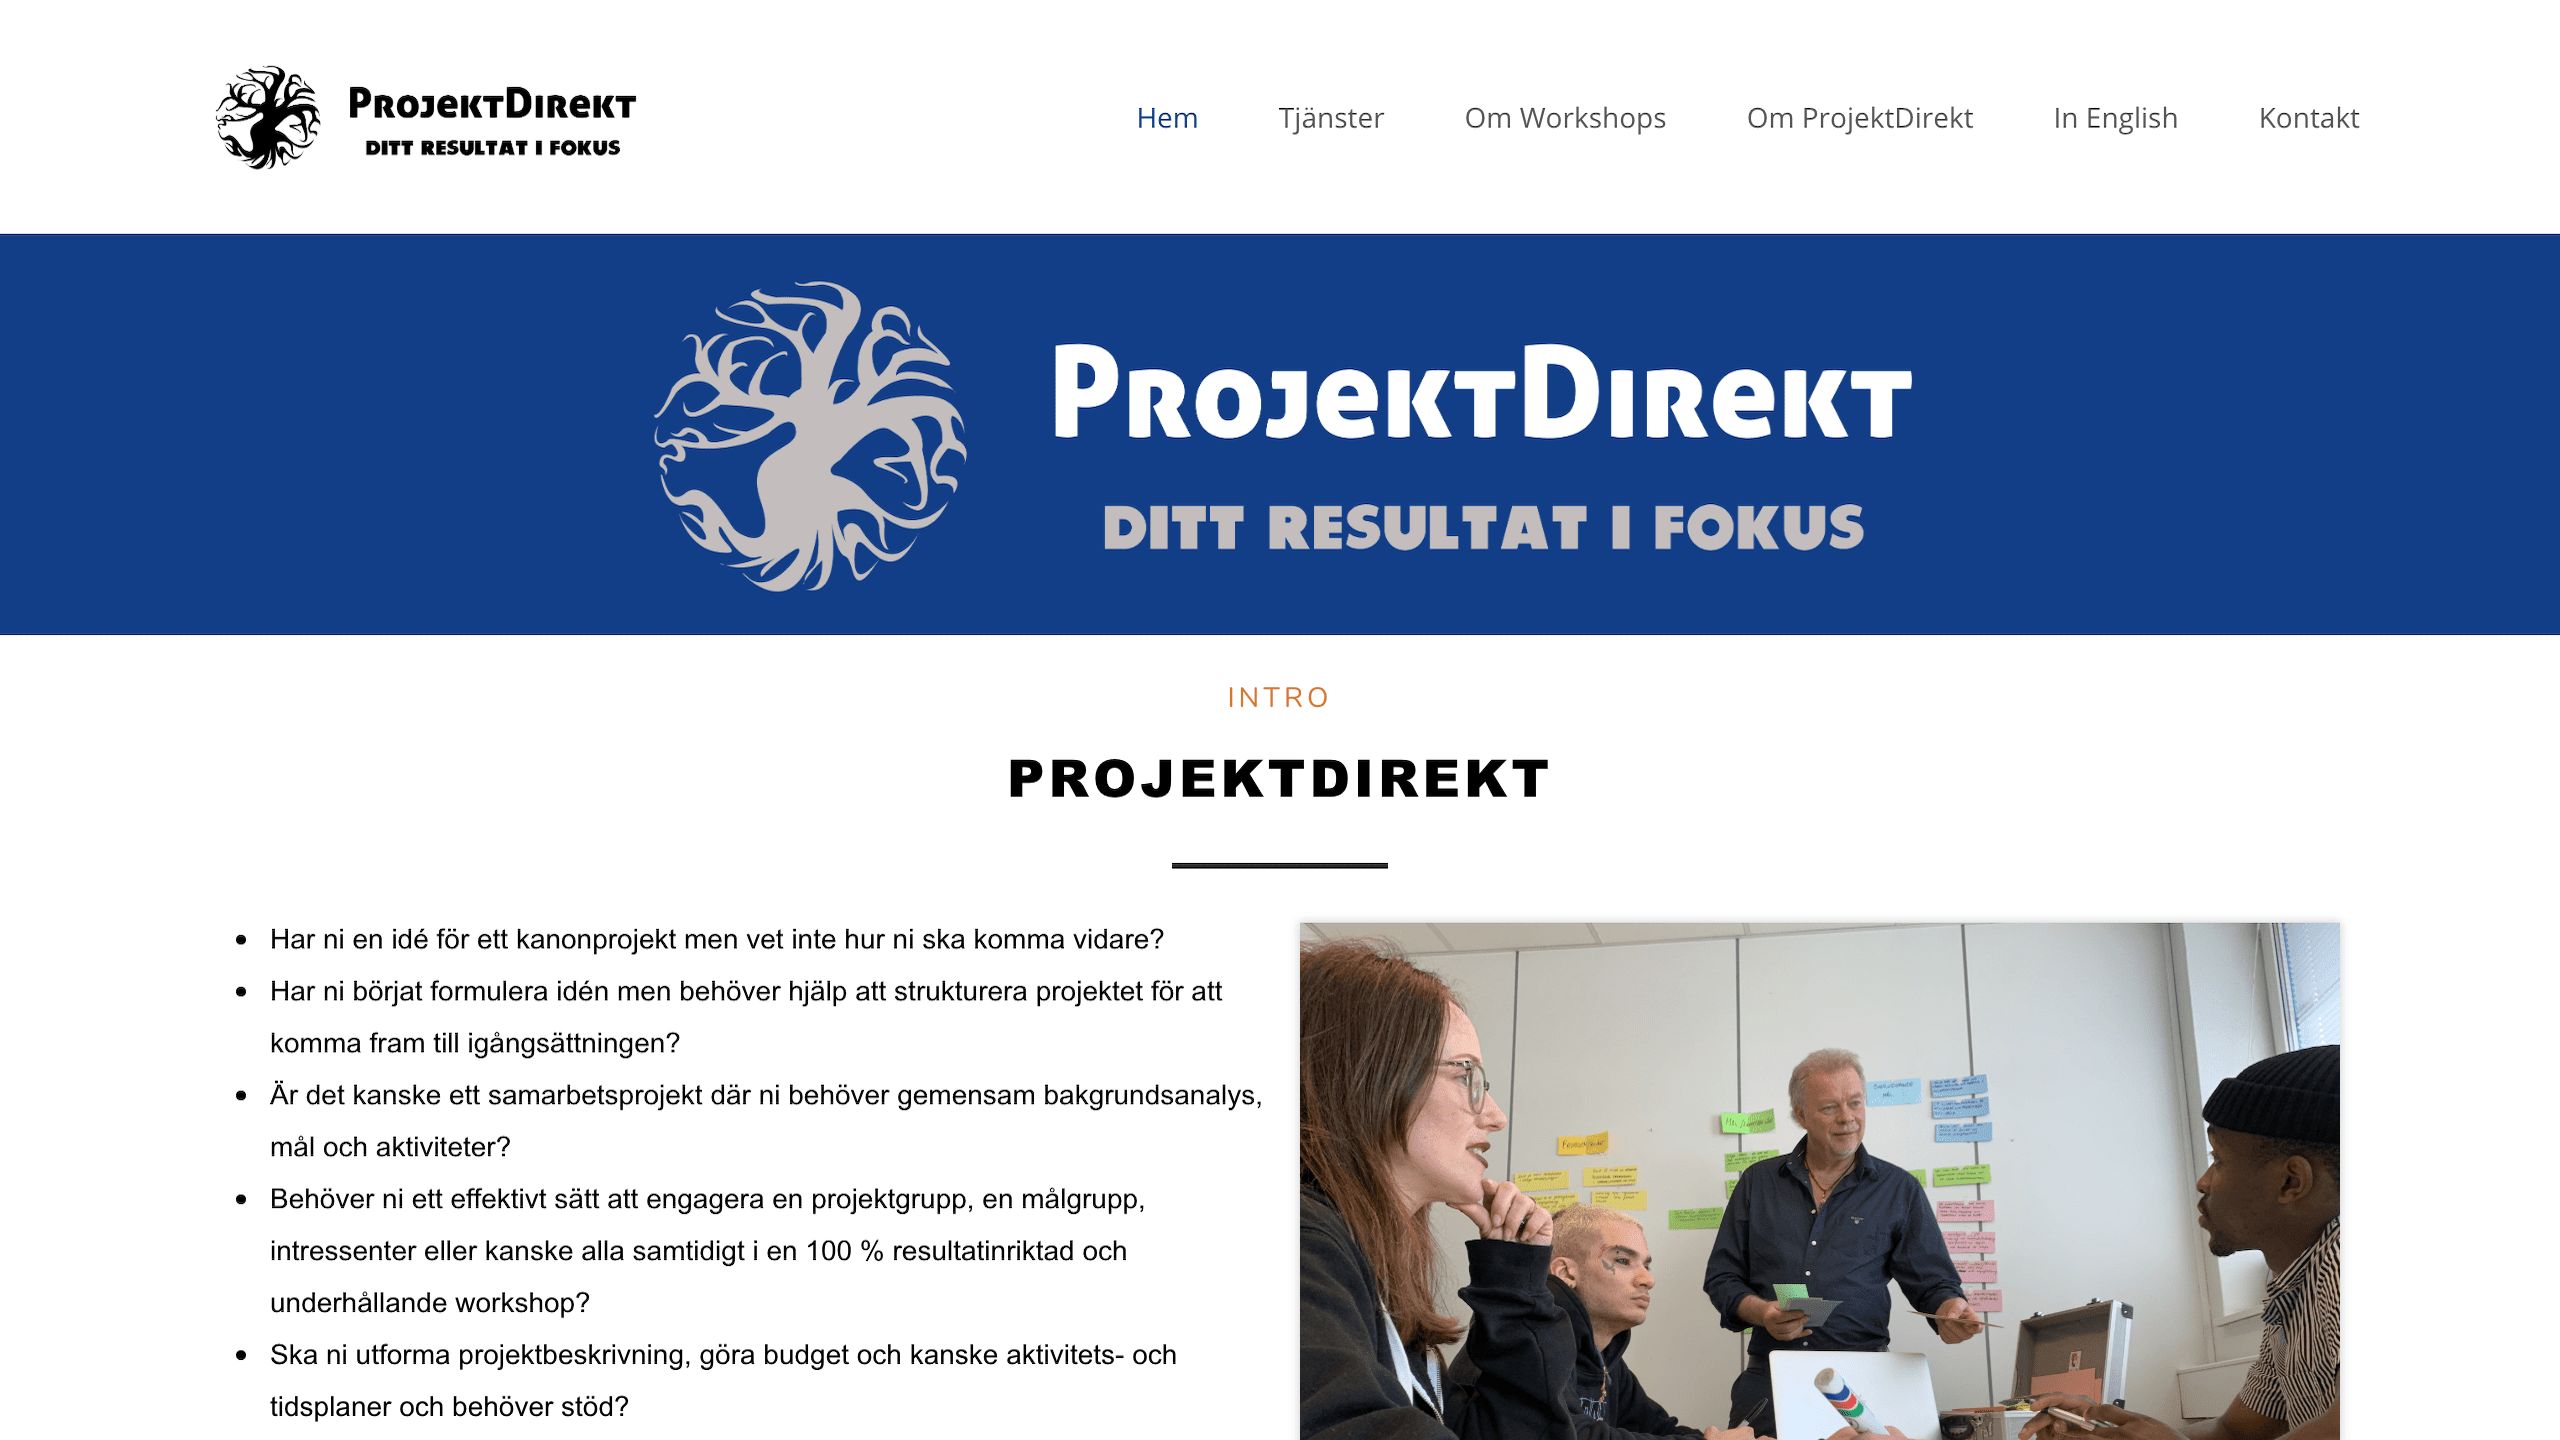 PROJEKTDIREKT
DITT RESULTAT I FOKUS
Hem
Tjänster
Om Workshops
Om ProjektDirekt
In English
Kontakt
PROJEKTDIREKT
DITT RESULTAT I FOKUS
INTRO
PROJEKTDIREKT
Har ni en idé för ett kanonprojekt men vet inte hur ni ska komma vidare?
Har ni börjat formulera idén men behöver hjälp att strukturera projektet för att
komma fram till igångsättningen?
Är det kanske ett samarbetsprojekt där ni behöver gemensam bakgrundsanalys,
mål och aktiviteter?
Behöver ni ett effektivt sätt att engagera en projektgrupp, en målgrupp,
intressenter eller kanske alla samtidigt i en 100 % resultatinriktad och
underhållande workshop?
Ska ni utforma projektbeskrivning, göra budget och kanske aktivitets- och
tidsplaner och behöver stöd?